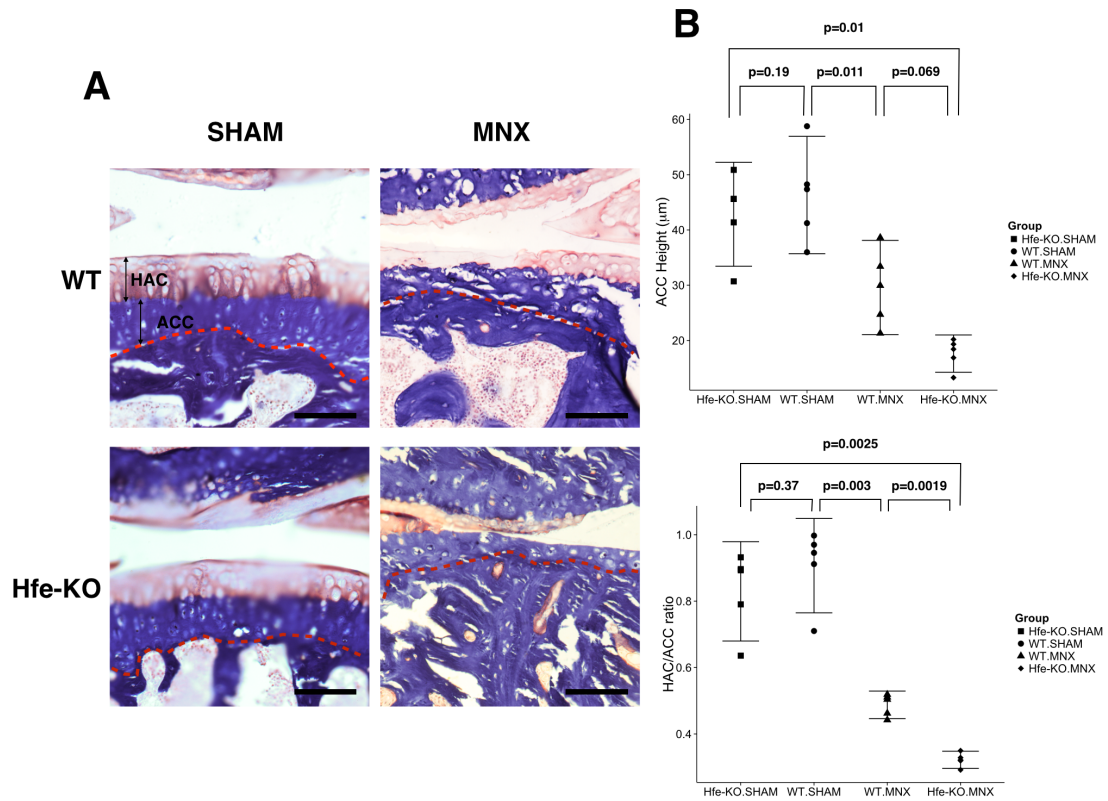 A
SHAM MNX
WT
HAC
ACC
Hfe-KO
B
p=0.01
p=0.19 p=0.011 p=0.069
60
50
40
30
20
ACC Height (μm)
Hfe-KO.SHAM WT.SHAM WT.MNX Hfe-KO.MNX
Group
Hfe-KO.SHAM
WT.SHAM
WT.MNX
Hfe-KO.MNX
p=0.0025
p=0.37 p=0.003 p=0.0019
1.0
0.8
0.6
0.4
HAC/ACC ratio
Hfe-KO.SHAM WT.SHAM WT.MNX Hfe-KO.MNX
Group
Hfe-KO.SHAM
WT.SHAM
WT.MNX
Hfe-KO.MNX